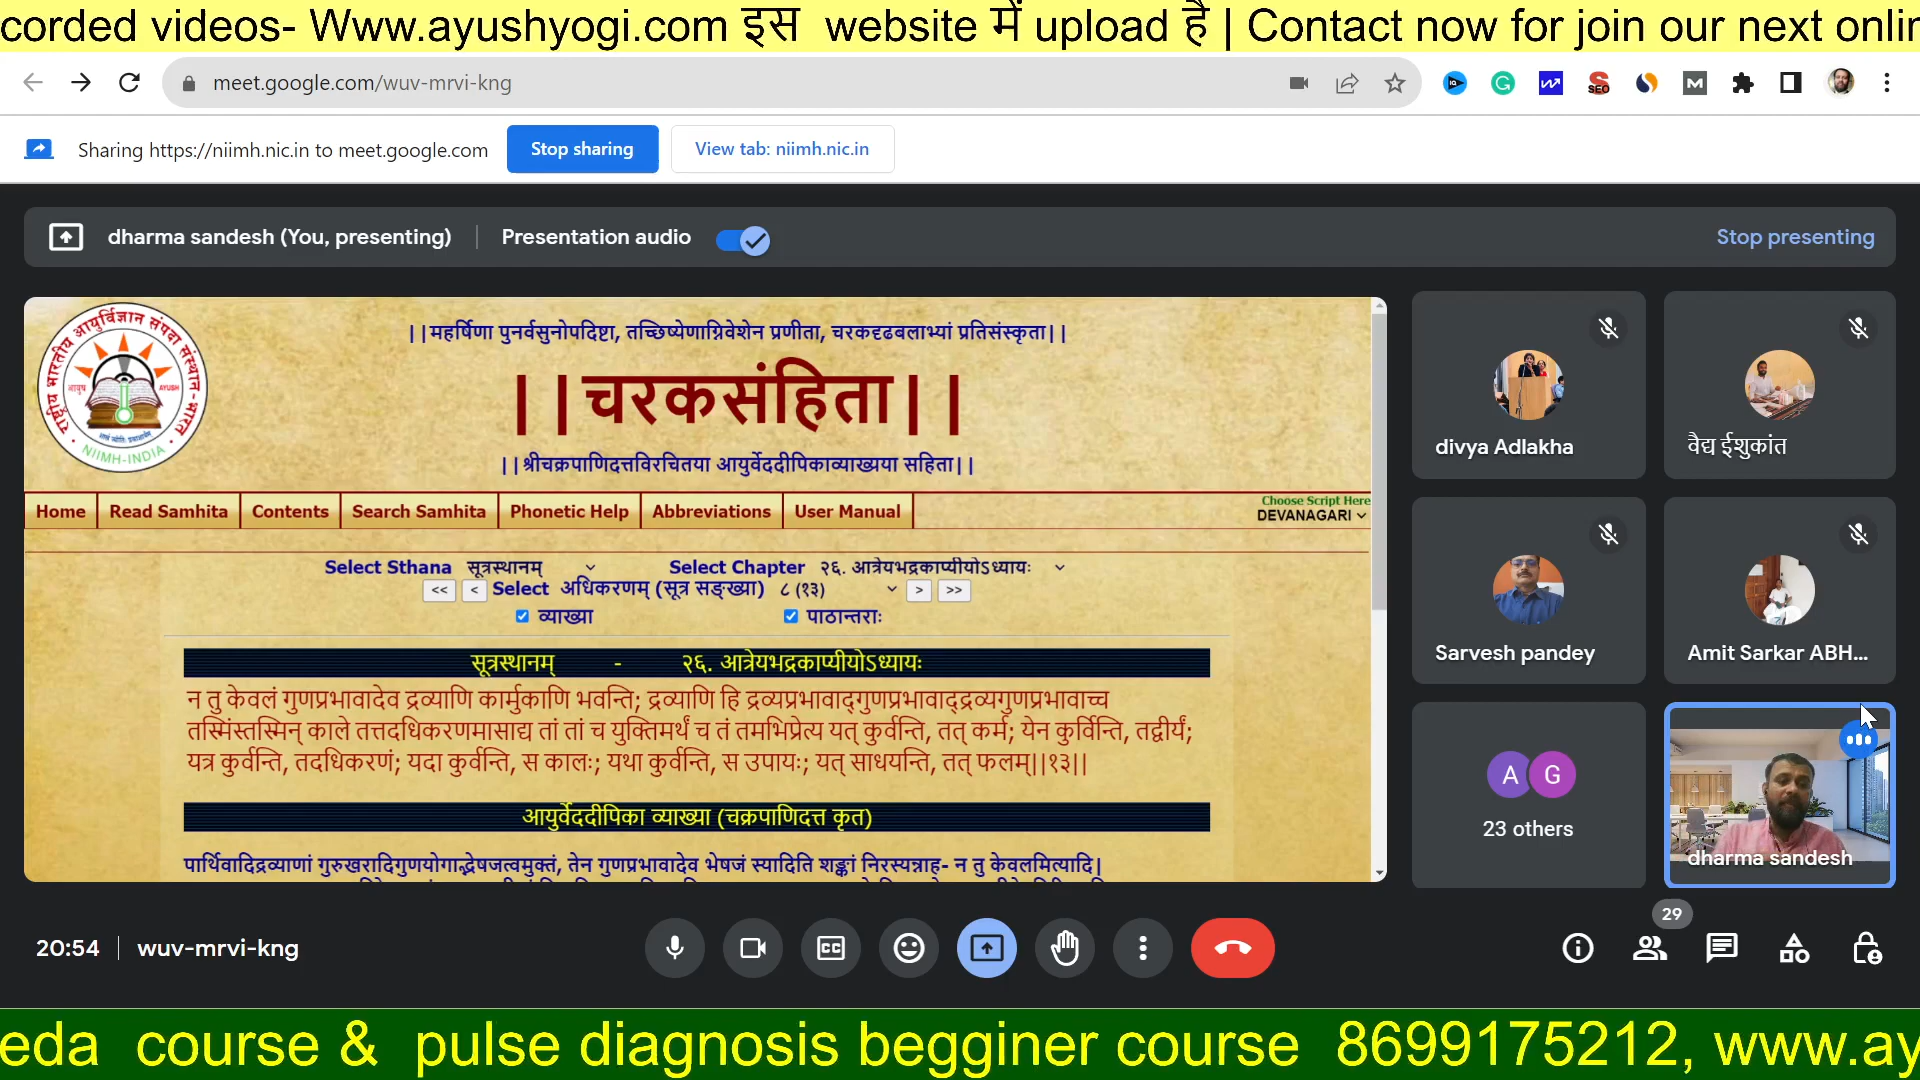 corded videos- Www.ayushyogi.com इस website में upload है | Contact now for join our next onlin
meet.google.com/wuv-mrvi-kng
Sharing https://niimh.nic.in to meet.google.com
Stop sharing
View tab: niimh.nic.in
dharma sandesh (You, presenting)
Presentation audio
Stop presenting
||महर्षिणा पुनर्वसुनोपदिष्टा, तच्छिष्येणाग्निवेशेन प्रणीता, चरकदृढबलाभ्यां प्रतिसंस्कृता||
||चरकसंहिता||
||श्रीचक्रपाणिदत्तविरचितया आयुर्वेददीपिकाव्याख्यया सहिता||
राष्ट्रीय भारतीय आयुर्विज्ञान संपदा संस्थान-भारत
AYUSH
NIIMH-INDIA
Home
Read Samhita
Contents
Search Samhita
Phonetic Help
Abbreviations
User Manual
Choose Script Here
DEVANAGARI
Select Sthana सूत्रस्थानम्
Select Chapter २६. आत्रेयभद्रकाप्यीयोऽध्यायः
<< < Select अधिकरणम् (सूत्र सङ्ख्या) ८ (१३) > >>
व्याख्या
पाठान्तराः
सूत्रस्थानम् - २६. आत्रेयभद्रकाप्यीयोऽध्यायः
न तु केवलं गुणप्रभावादेव द्रव्याणि कार्मुकाणि भवन्ति; द्रव्याणि हि द्रव्यप्रभावाद्गुणप्रभावाद्द्रव्यगुणप्रभावाच्च
तस्मिंस्तस्मिन् काले तत्तदधिकरणमासाद्य तां तां च युक्तिमर्थं च तं तमभिप्रेत्य यत् कुर्वन्ति, तत् कर्म; येन कुर्विन्ति, तद्वीर्यं;
यत्र कुर्वन्ति, तदधिकरणं; यदा कुर्वन्ति, स कालः; यथा कुर्वन्ति, स उपायः; यत् साधयन्ति, तत् फलम्||१३||
आयुर्वेददीपिका व्याख्या (चक्रपाणिदत्त कृत)
पार्थिवादिद्रव्याणां गुरुखरादिगुणयोगाद्भेषजत्वमुक्तं, तेन गुणप्रभावादेव भेषजं स्यादिति शङ्कां निरस्यन्नाह- न तु केवलमित्यादि|
divya Adlakha
वैद्य ईशुकांत
Sarvesh pandey
Amit Sarkar ABH...
A G
23 others
dharma sandesh
20:54
wuv-mrvi-kng
CC
29
eda course & pulse diagnosis begginer course 8699175212, www.ay